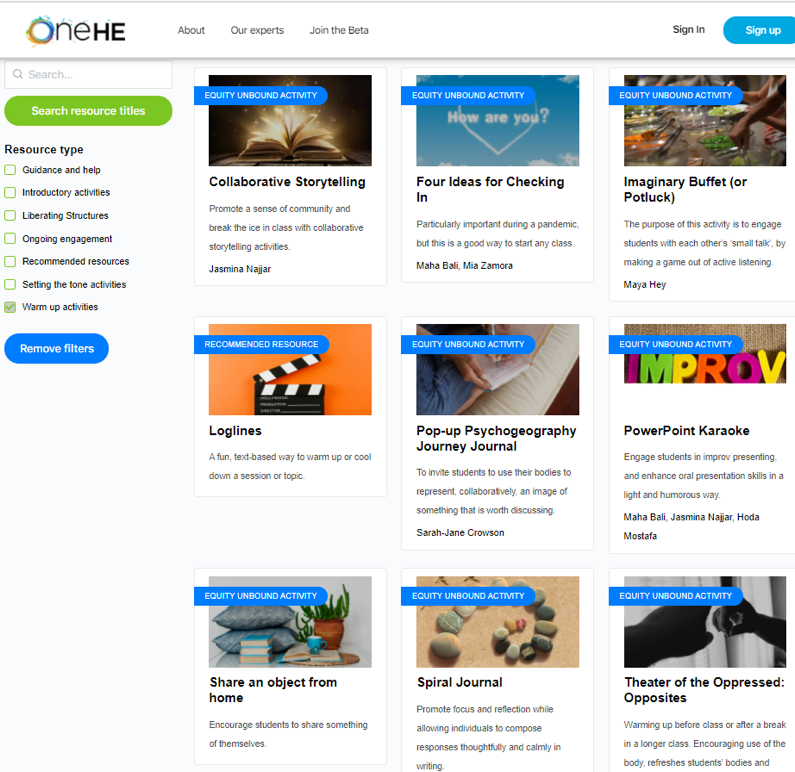 OneHE
About
Our experts
Join the Beta
Sign In
Sign up
Search...
Search resource titles
Resource type
Guidance and help
Introductory activities
Liberating Structures
Ongoing engagement
Recommended resources
Setting the tone activities
Warm up activities
Remove filters
EQUITY UNBOUND ACTIVITY
Collaborative Storytelling
Promote a sense of community and
break the ice in class with collaborative
storytelling activities.
Jasmina Najjar
EQUITY UNBOUND ACTIVITY
How are you?
Four Ideas for Checking
In
Particularly important during a pandemic,
but this is a good way to start any class.
Maha Bali, Mia Zamora
EQUITY UNBOUND ACTIVITY
Imaginary Buffet (or
Potluck)
The purpose of this activity is to engage
students with each other's 'small talk', by
making a game out of active listening.
Maya Hey
RECOMMENDED RESOURCE
HOLLYWOOD
PRODUCTION
DIRECTOR
Loglines
A fun, text-based way to warm up or cool
down a session or topic.
EQUITY UNBOUND ACTIVITY
Pop-up Psychogeography
Journey Journal
To invite students to use their bodies to
represent, collaboratively, an image of
something that is worth discussing.
Sarah-Jane Crowson
EQUITY UNBOUND ACTIVITY
IMPROV
PowerPoint Karaoke
Engage students in improv presenting,
and enhance oral presentation skills in a
light and humorous way.
Maha Bali, Jasmina Najjar, Hoda
Mostafa
EQUITY UNBOUND ACTIVITY
Share an object from
home
Encourage students to share something
of themselves.
EQUITY UNBOUND ACTIVITY
Spiral Journal
Promote focus and reflection while
allowing individuals to compose
responses thoughtfully and calmly in
writing.
EQUITY UNBOUND ACTIVITY
Theater of the Oppressed:
Opposites
Warming up before class or after a break
in a longer class. Encouraging use of the
body, refreshes students' bodies and